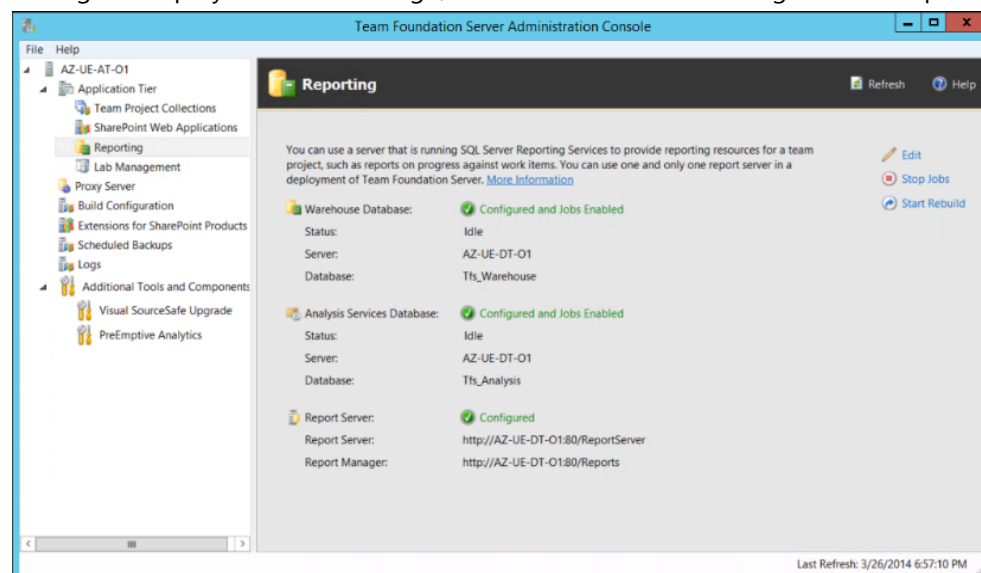 Team Foundation Server Administration Console
File Help
AZ-UE-AT-O1
Application Tier
Team Project Collections
SharePoint Web Applications
Reporting
Lab Management
Proxy Server
Build Configuration
Extensions for SharePoint Products
Scheduled Backups
Logs
Additional Tools and Components
Visual SourceSafe Upgrade
PreEmptive Analytics
Reporting
Refresh Help
You can use a server that is running SQL Server Reporting Services to provide reporting resources for a team
project, such as reports on progress against work items. You can use one and only one report server in a
deployment of Team Foundation Server. More Information
Edit
Stop Jobs
Start Rebuild
Warehouse Database: Configured and Jobs Enabled
Status: Idle
Server: AZ-UE-DT-O1
Database: Tfs_Warehouse
Analysis Services Database: Configured and Jobs Enabled
Status: Idle
Server: AZ-UE-DT-O1
Database: Tfs_Analysis
Report Server: Configured
Report Server: http://AZ-UE-DT-O1:80/ReportServer
Report Manager: http://AZ-UE-DT-O1:80/Reports
Last Refresh: 3/26/2014 6:57:10 PM